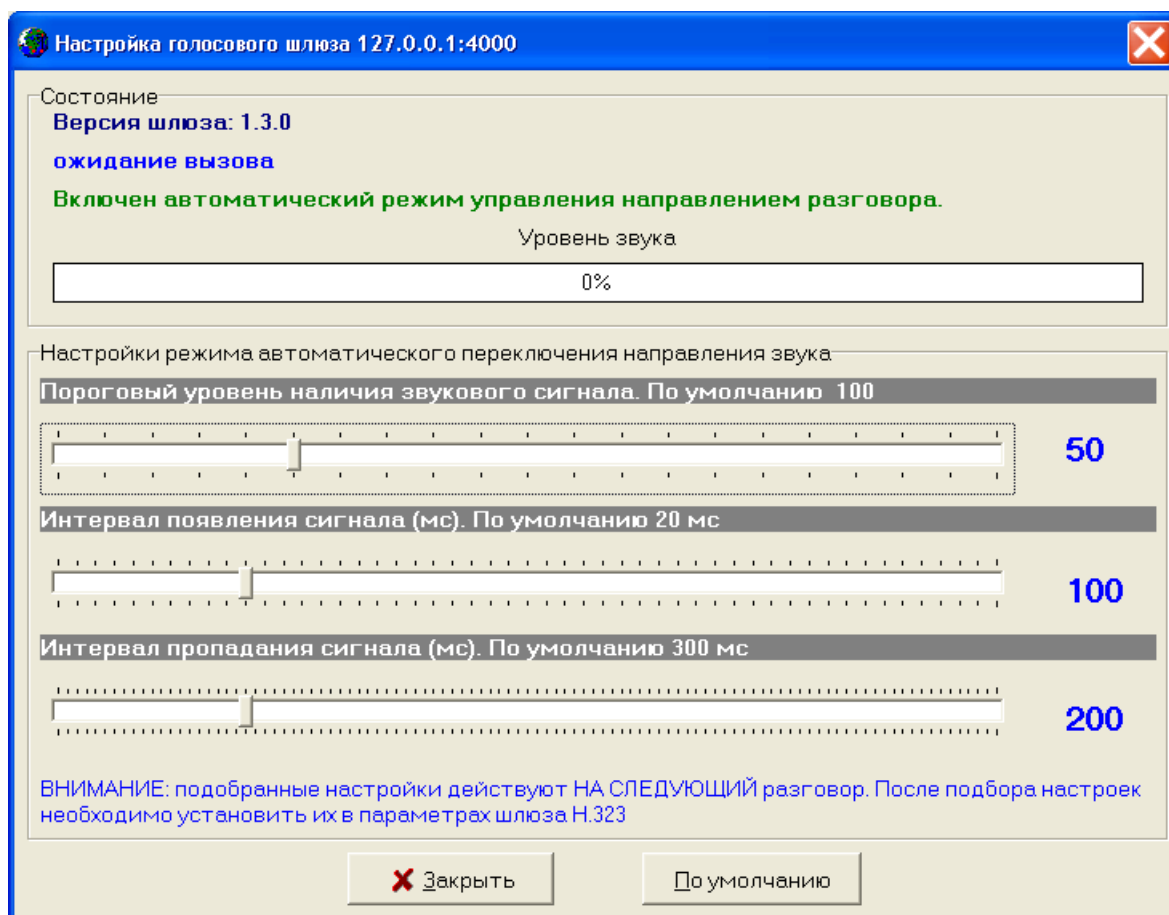 Настройка голосового шлюза 127.0.0.1:4000
Состояние
Версия шлюза: 1.3.0
ожидание вызова
Включен автоматический режим управления направлением разговора.
Уровень звука
0%
Настройки режима автоматического переключения направления звука
Пороговый уровень наличия звукового сигнала. По умолчанию 100
50
Интервал появления сигнала (мс). По умолчанию 20 мс
100
Интервал пропадания сигнала (мс). По умолчанию 300 мс
200
ВНИМАНИЕ: подобранные настройки действуют НА СЛЕДУЮЩИЙ разговор. После подбора настроек
необходимо установить их в параметрах шлюза Н.323
Закрыть
По умолчанию